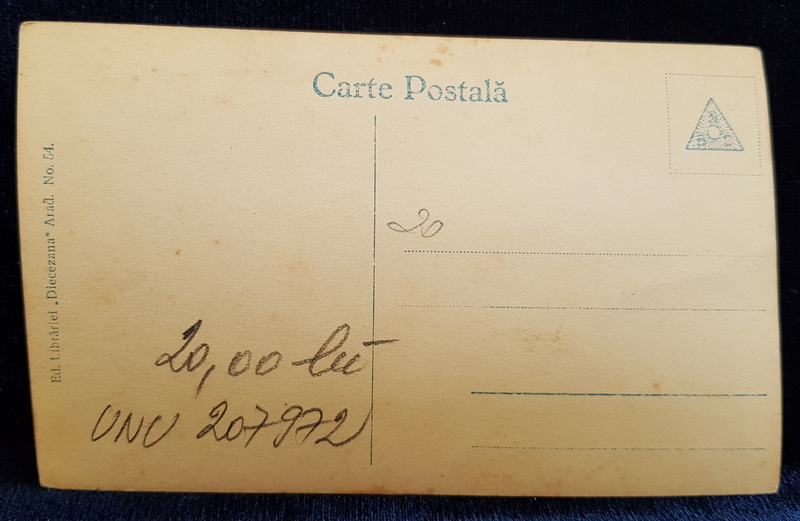 Carte Postală
Ed. Librăriei „Diecezana“ Arad. No. 54.
20
20,00 lei
UNU 207972